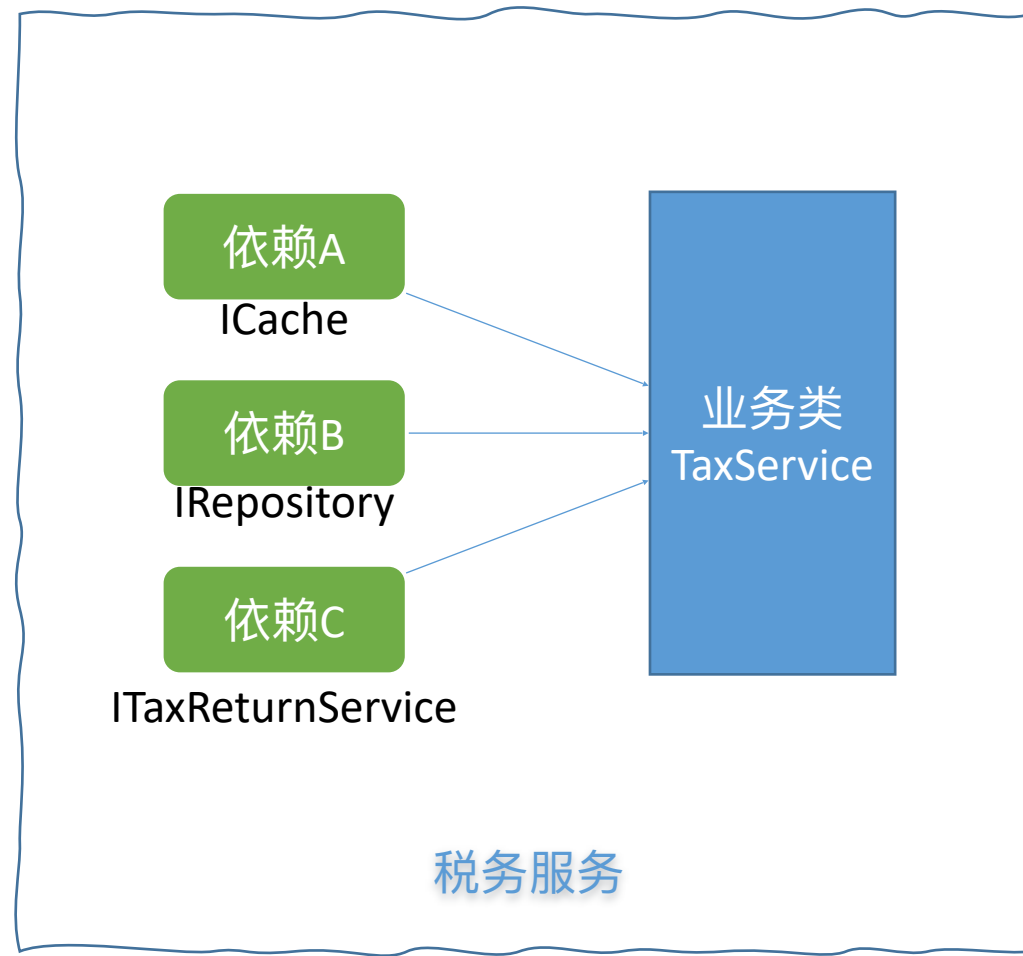 依赖A
ICache
依赖B
IRepository
依赖C
ITaxReturnService
业务类
TaxService
税务服务